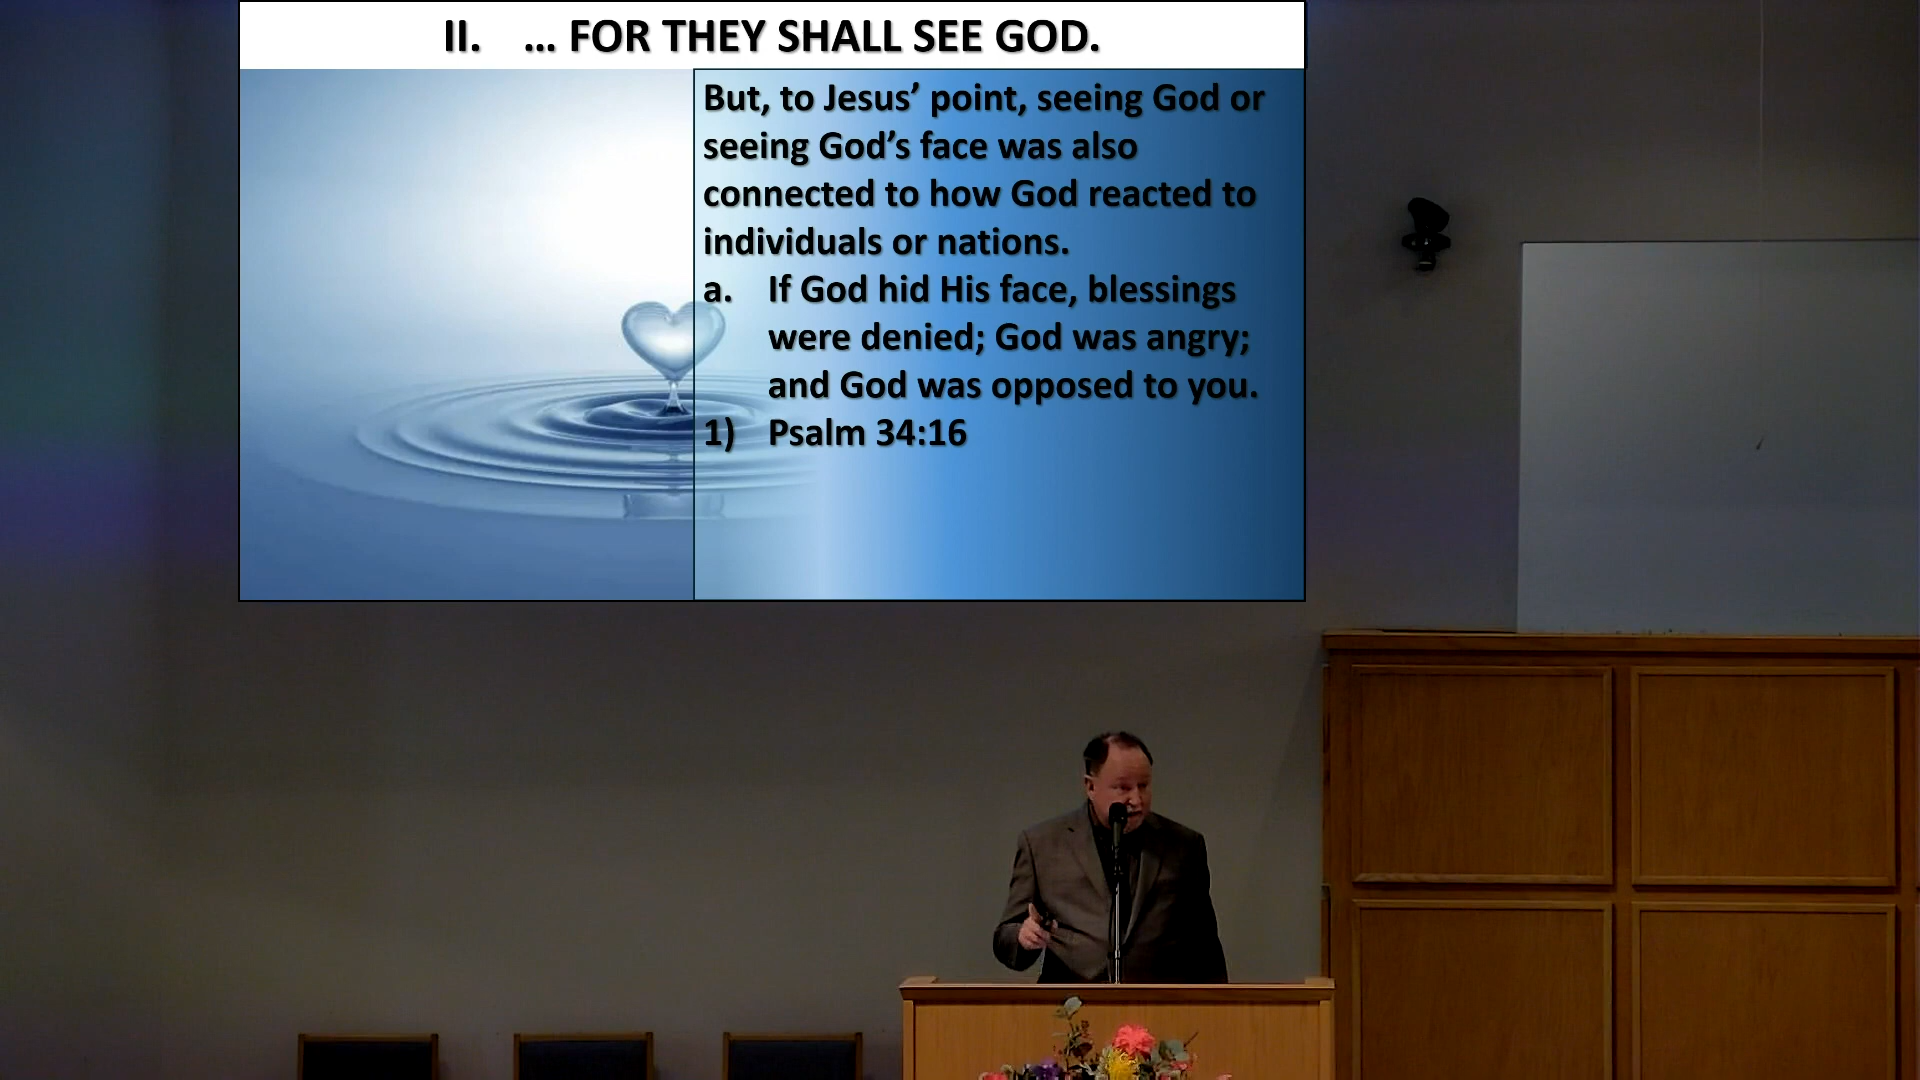 II. ... FOR THEY SHALL SEE GOD.
But, to Jesus’ point, seeing God or
seeing God’s face was also
connected to how God reacted to
individuals or nations.
a. If God hid His face, blessings
were denied; God was angry;
and God was opposed to you.
1) Psalm 34:16